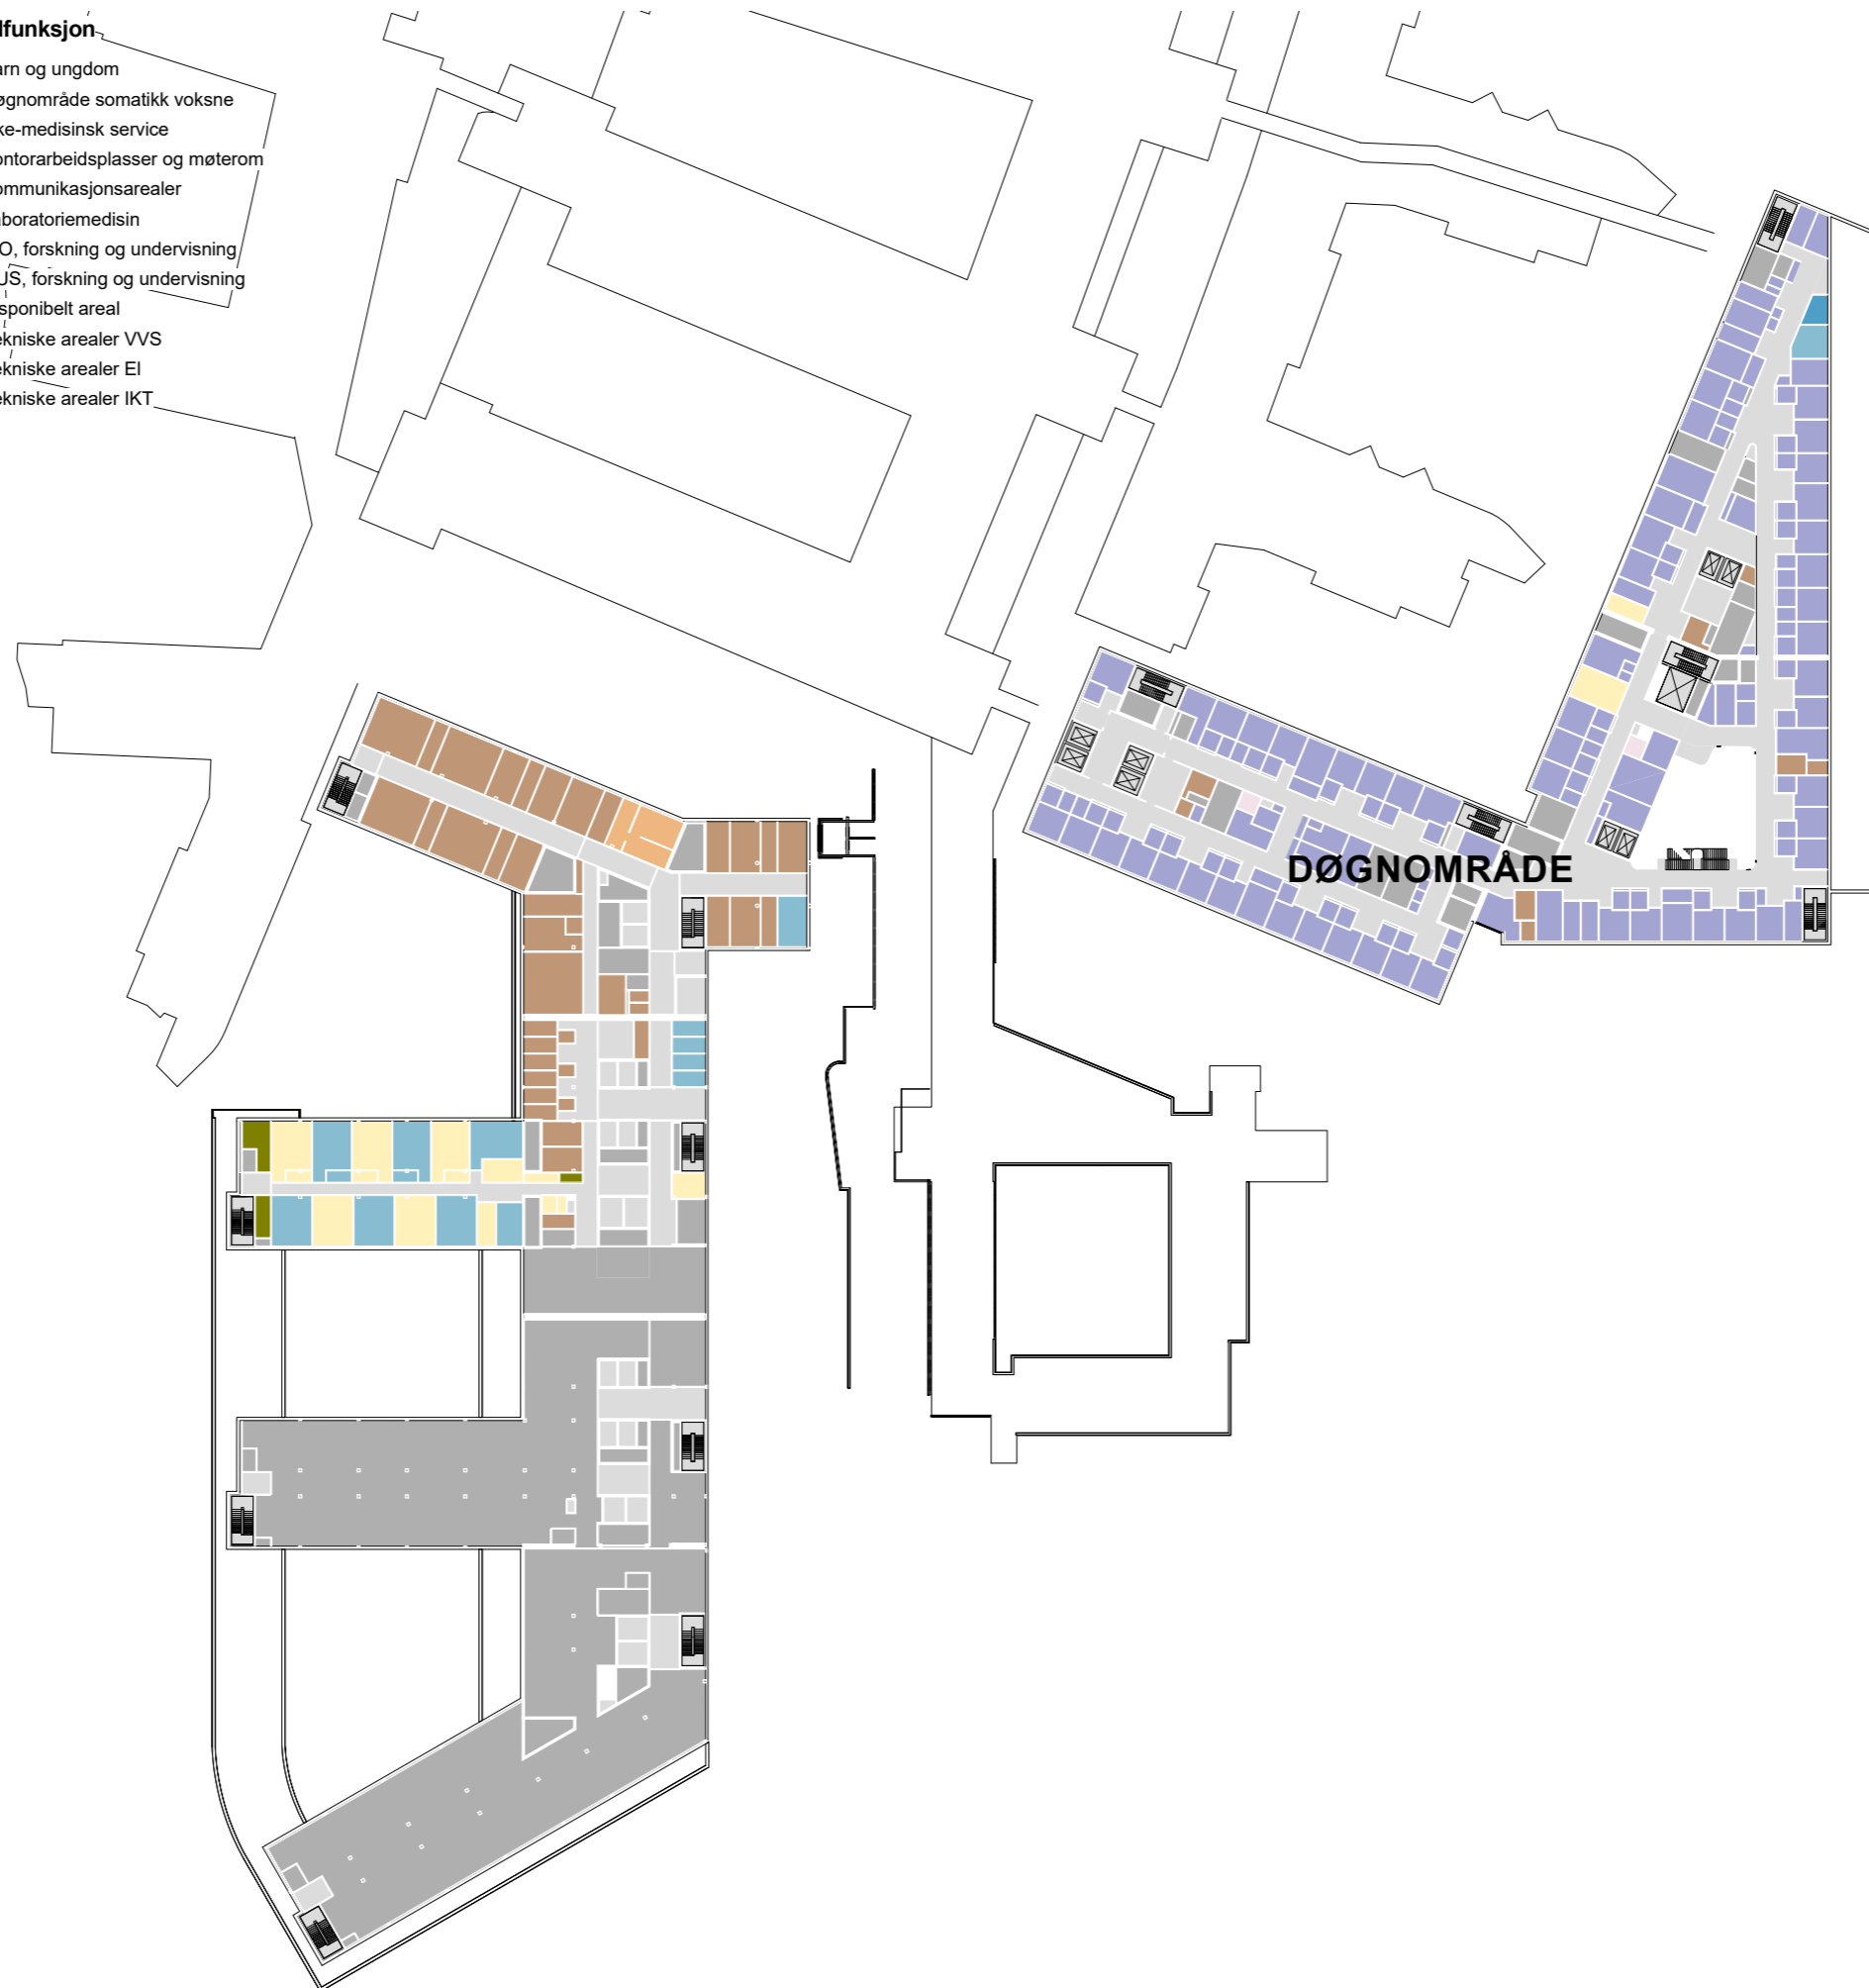 lfunksjon
arn og ungdom
øgnområde somatikk voksne
ke-medisinsk service
ontorarbeidsplasser og møterom
ommunikasjonsarealer
boratoriemedisin
O, forskning og undervisning
US, forskning og undervisning
sponibelt areal
ekniske arealer VVS
ekniske arealer El
ekniske arealer IKT
DØGNOMRÅDE